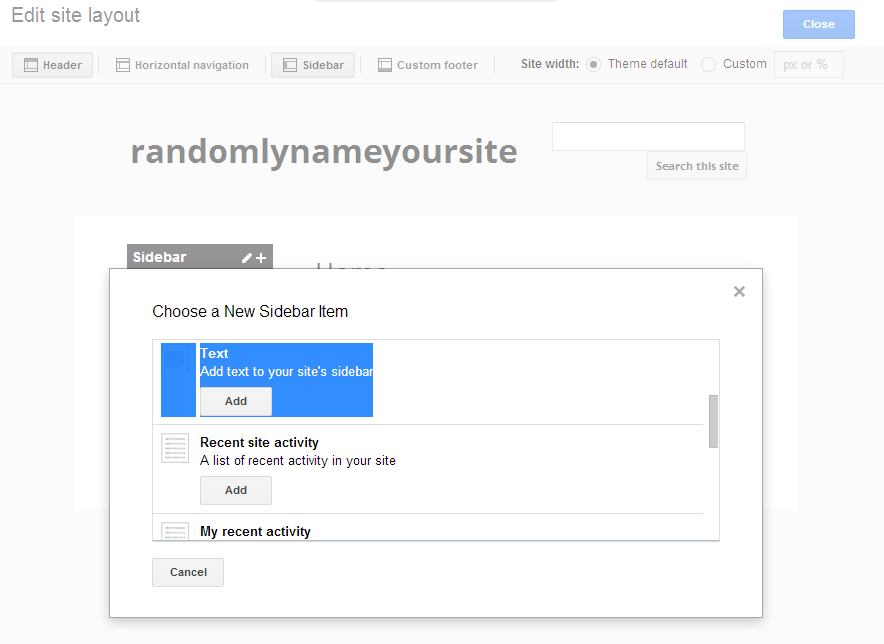 Edit site layout
Close
Header
Horizontal navigation
Sidebar
Custom footer
Site width:
Theme default
Custom
px or %
randomlynameyoursite
Search this site
Sidebar
Home
Choose a New Sidebar Item
Text
Add text to your site's sidebar
Add
Recent site activity
A list of recent activity in your site
Add
My recent activity
Cancel